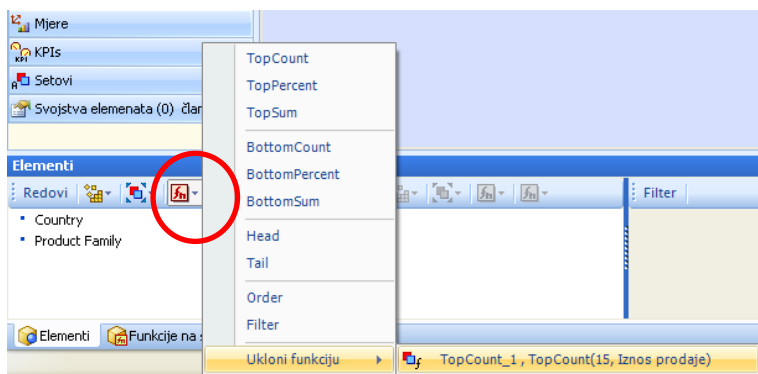 Mjere
KPIs
Setovi
Svojstva elemenata (0) član
TopCount
TopPercent
TopSum
BottomCount
BottomPercent
BottomSum
Head
Tail
Order
Filter
Ukloni funkciju
TopCount_1 , TopCount(15, Iznos prodaje)
Elementi
Redovi
Filter
Country
Product Family
Elementi
Funkcije na